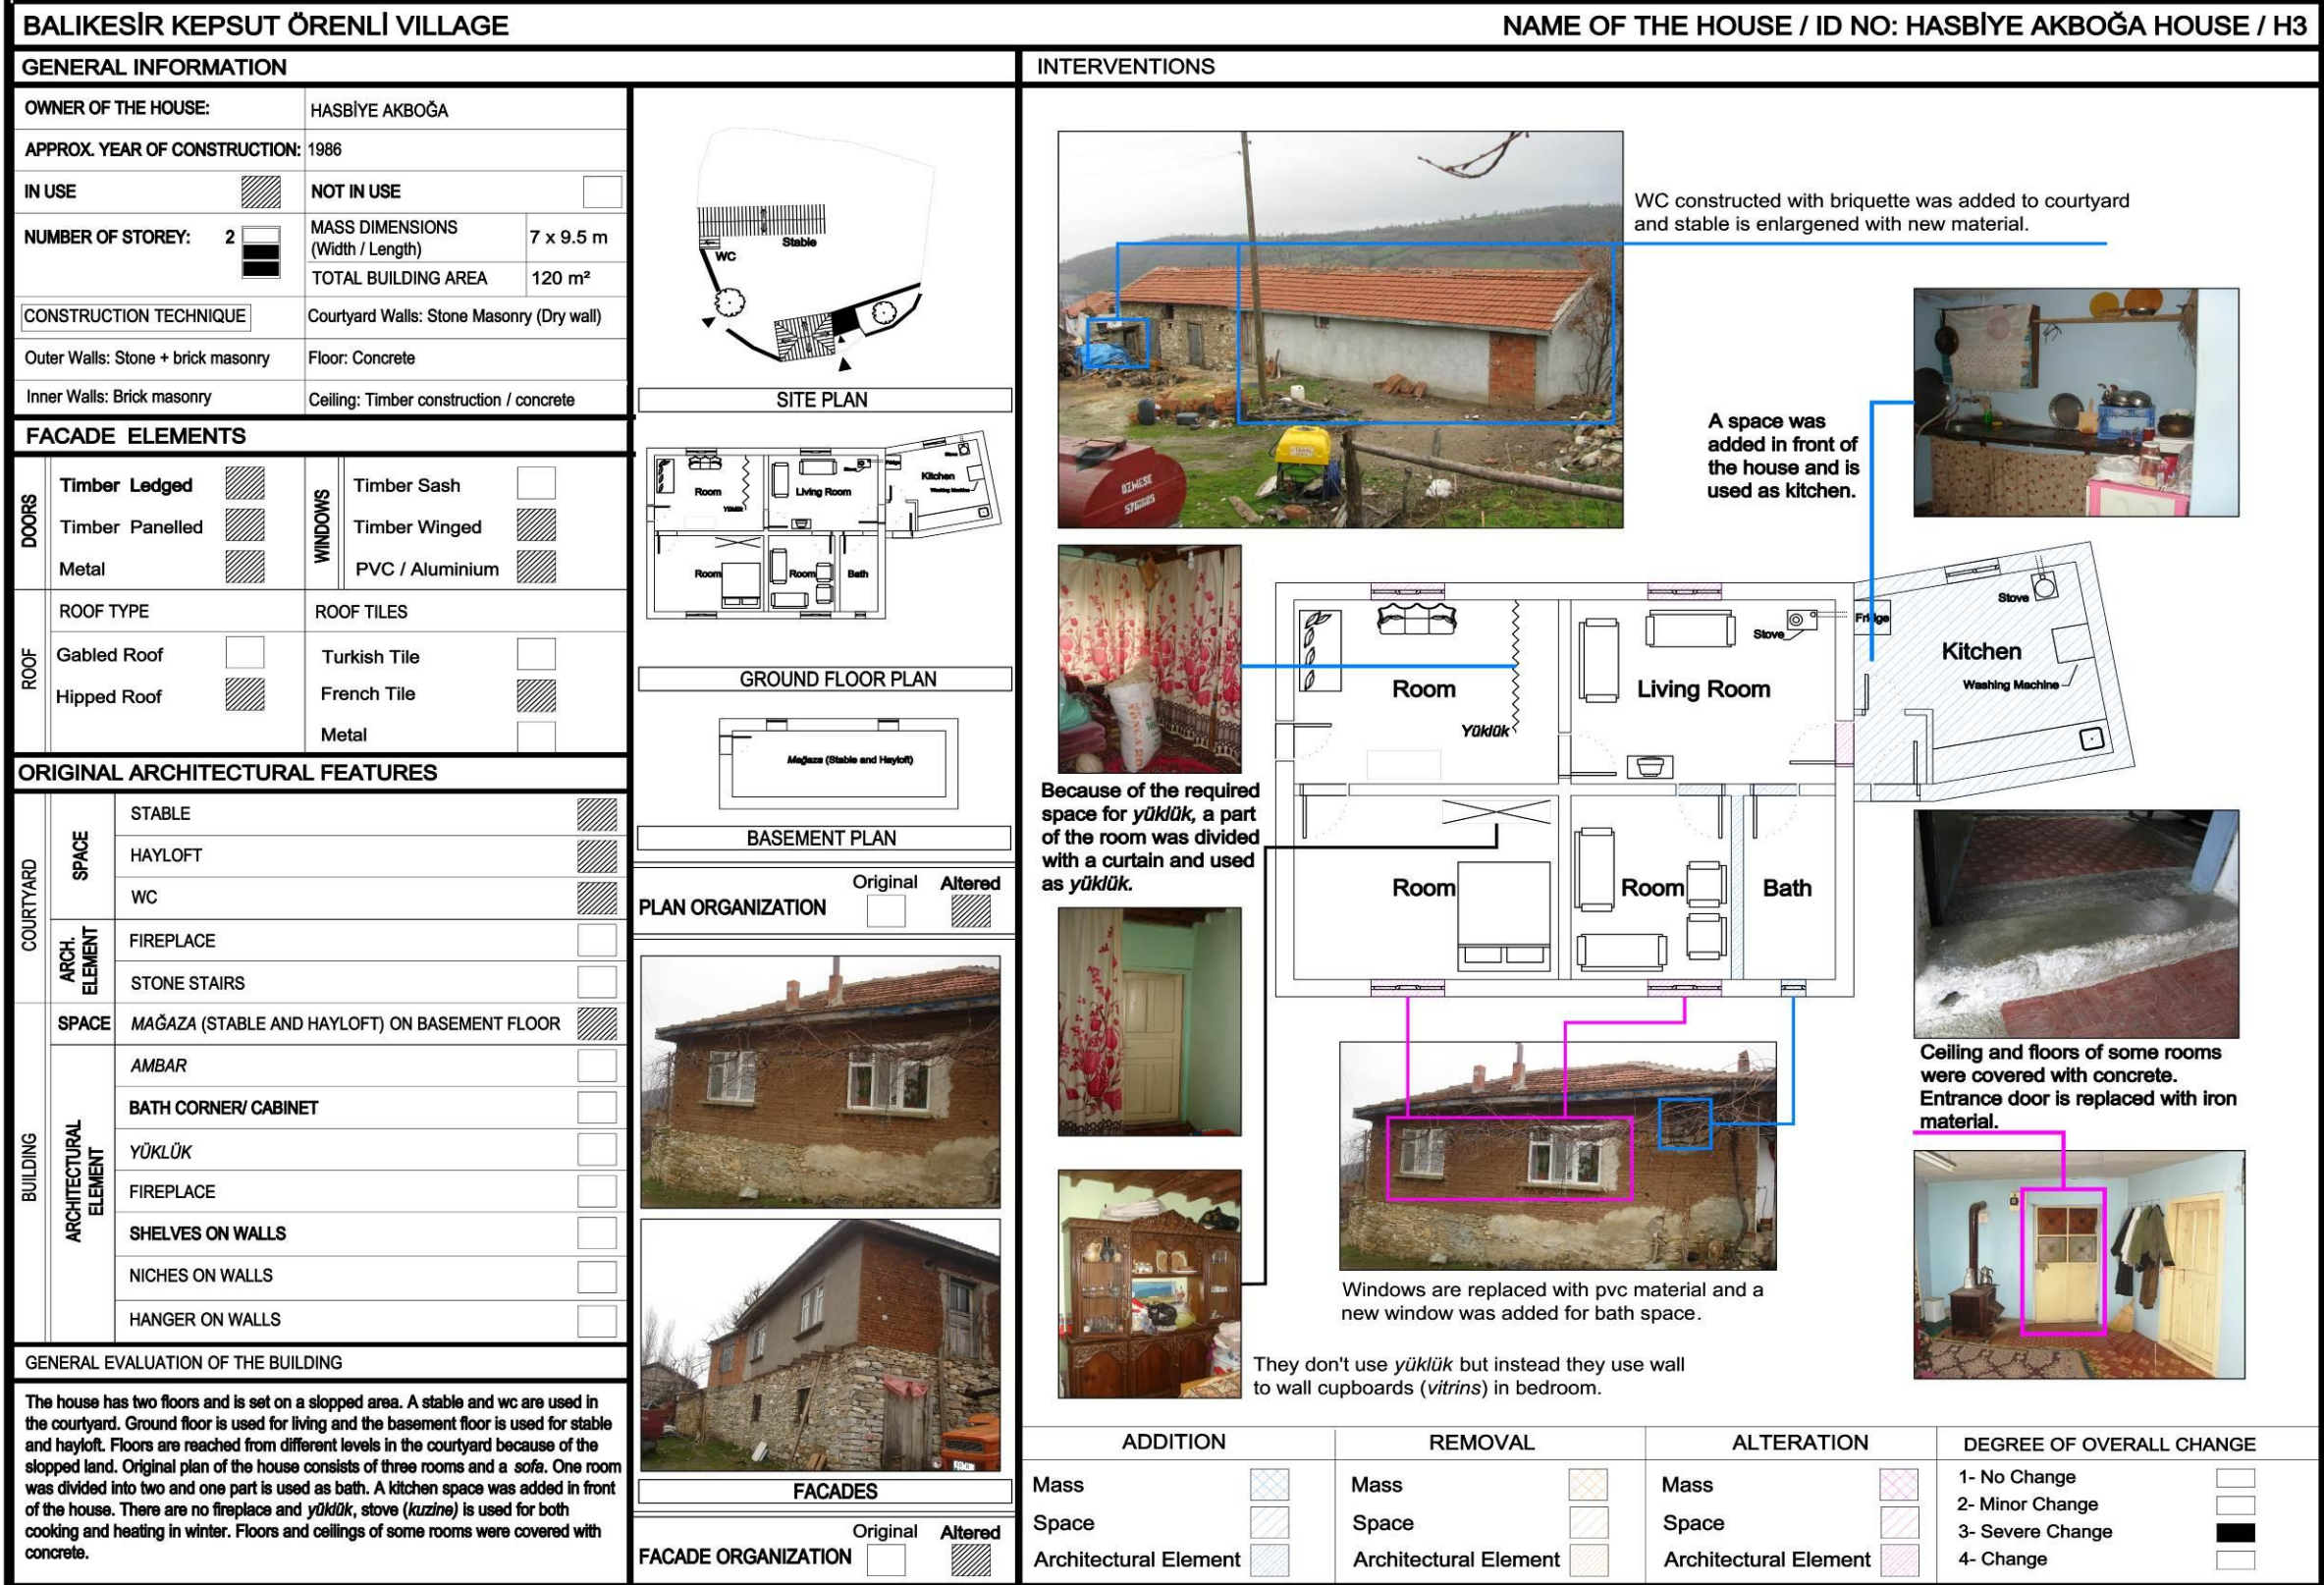 BALIKESİR KEPSUT ÖRENLİ VILLAGE
NAME OF THE HOUSE / ID NO: HASBİYE AKBOĞA HOUSE / H3
GENERAL INFORMATION
OWNER OF THE HOUSE: HASBİYE AKBOĞA
APPROX. YEAR OF CONSTRUCTION: 1986
IN USE
NOT IN USE
NUMBER OF STOREY: 2
MASS DIMENSIONS
(Width / Length)
7 x 9.5 m
TOTAL BUILDING AREA 120 m²
CONSTRUCTION TECHNIQUE
Courtyard Walls: Stone Masonry (Dry wall)
Outer Walls: Stone + brick masonry
Floor: Concrete
Inner Walls: Brick masonry
Ceiling: Timber construction / concrete
FACADE ELEMENTS
DOORS
Timber Ledged
Timber Panelled
Metal
WINDOWS
Timber Sash
Timber Winged
PVC / Aluminium
ROOF
ROOF TYPE
Gabled Roof
Hipped Roof
ROOF TILES
Turkish Tile
French Tile
Metal
ORIGINAL ARCHITECTURAL FEATURES
COURTYARD
SPACE
STABLE
HAYLOFT
WC
ARCH.
ELEMENT
FIREPLACE
STONE STAIRS
BUILDING
SPACE
MAĞAZA (STABLE AND HAYLOFT) ON BASEMENT FLOOR
ARCHITECTURAL
ELEMENT
AMBAR
BATH CORNER/ CABINET
YÜKLÜK
FIREPLACE
SHELVES ON WALLS
NICHES ON WALLS
HANGER ON WALLS
GENERAL EVALUATION OF THE BUILDING
The house has two floors and is set on a slopped area. A stable and wc are used in
the courtyard. Ground floor is used for living and the basement floor is used for stable
and hayloft. Floors are reached from different levels in the courtyard because of the
slopped land. Original plan of the house consists of three rooms and a sofa. One room
was divided into two and one part is used as bath. A kitchen space was added in front
of the house. There are no fireplace and yüklük, stove (kuzine) is used for both
cooking and heating in winter. Floors and ceilings of some rooms were covered with
concrete.
Stable
WC
SITE PLAN
Room
Yüklük
Living Room
Stove
Fridge
Kitchen
Stove
Washing Machine
Room
Room
Bath
GROUND FLOOR PLAN
Mağaza (Stable and Hayloft)
BASEMENT PLAN
PLAN ORGANIZATION
Original
Altered
FACADES
FACADE ORGANIZATION
Original
Altered
INTERVENTIONS
WC constructed with briquette was added to courtyard
and stable is enlargened with new material.
A space was
added in front of
the house and is
used as kitchen.
Because of the required
space for yüklük, a part
of the room was divided
with a curtain and used
as yüklük.
Room
Yüklük
Living Room
Stove
Fridge
Kitchen
Stove
Washing Machine
Room
Room
Bath
Ceiling and floors of some rooms
were covered with concrete.
Entrance door is replaced with iron
material.
Windows are replaced with pvc material and a
new window was added for bath space.
They don't use yüklük but instead they use wall
to wall cupboards (vitrins) in bedroom.
ADDITION
Mass
Space
Architectural Element
REMOVAL
Mass
Space
Architectural Element
ALTERATION
Mass
Space
Architectural Element
DEGREE OF OVERALL CHANGE
1- No Change
2- Minor Change
3- Severe Change
4- Change